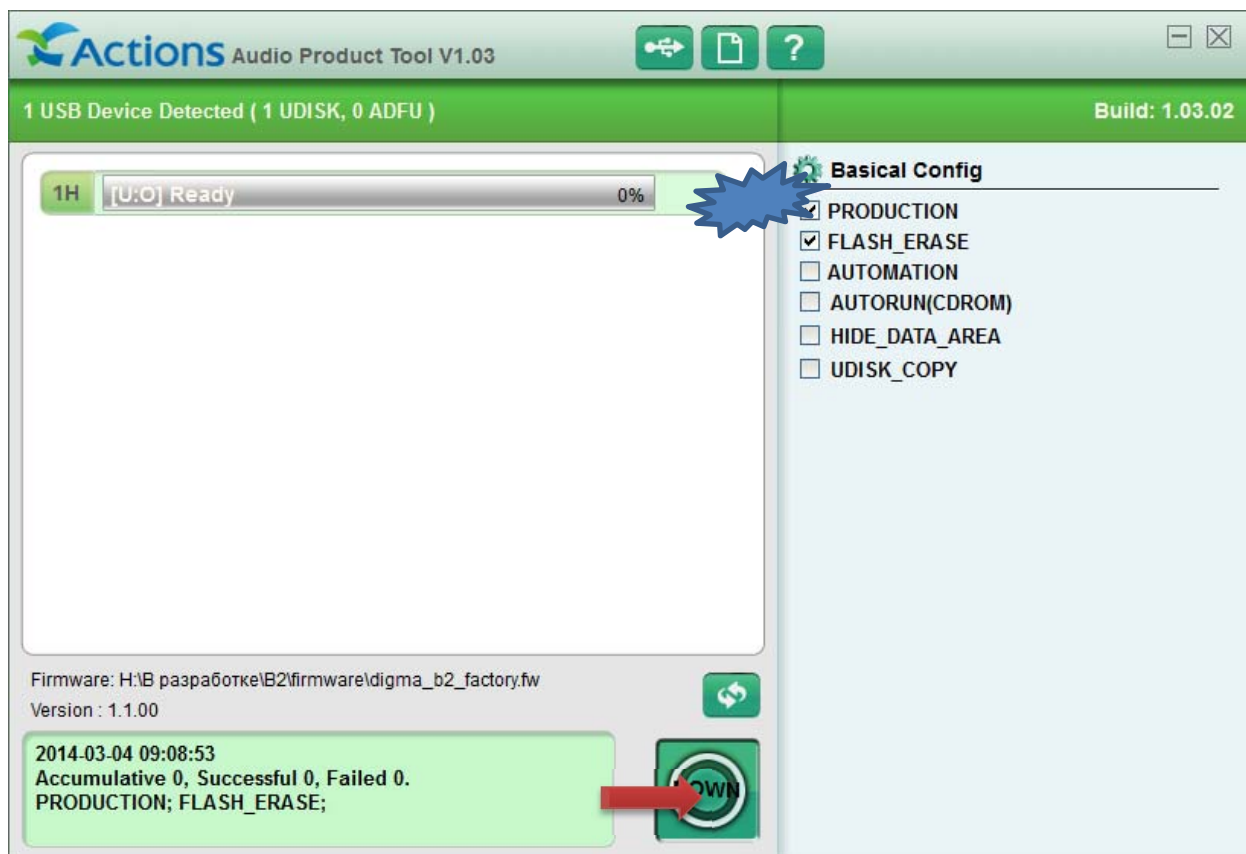 Actions Audio Product Tool V1.03
?
1 USB Device Detected ( 1 UDISK, 0 ADFU )
Build: 1.03.02
1H
[U:O] Ready
0%
Basical Config
PRODUCTION
FLASH_ERASE
AUTOMATION
AUTORUN(CDROM)
HIDE_DATA_AREA
UDISK_COPY
Firmware: H:\В разработке\B2\firmware\digma_b2_factory.fw
Version : 1.1.00
2014-03-04 09:08:53
Accumulative 0, Successful 0, Failed 0.
PRODUCTION; FLASH_ERASE;
DOWN